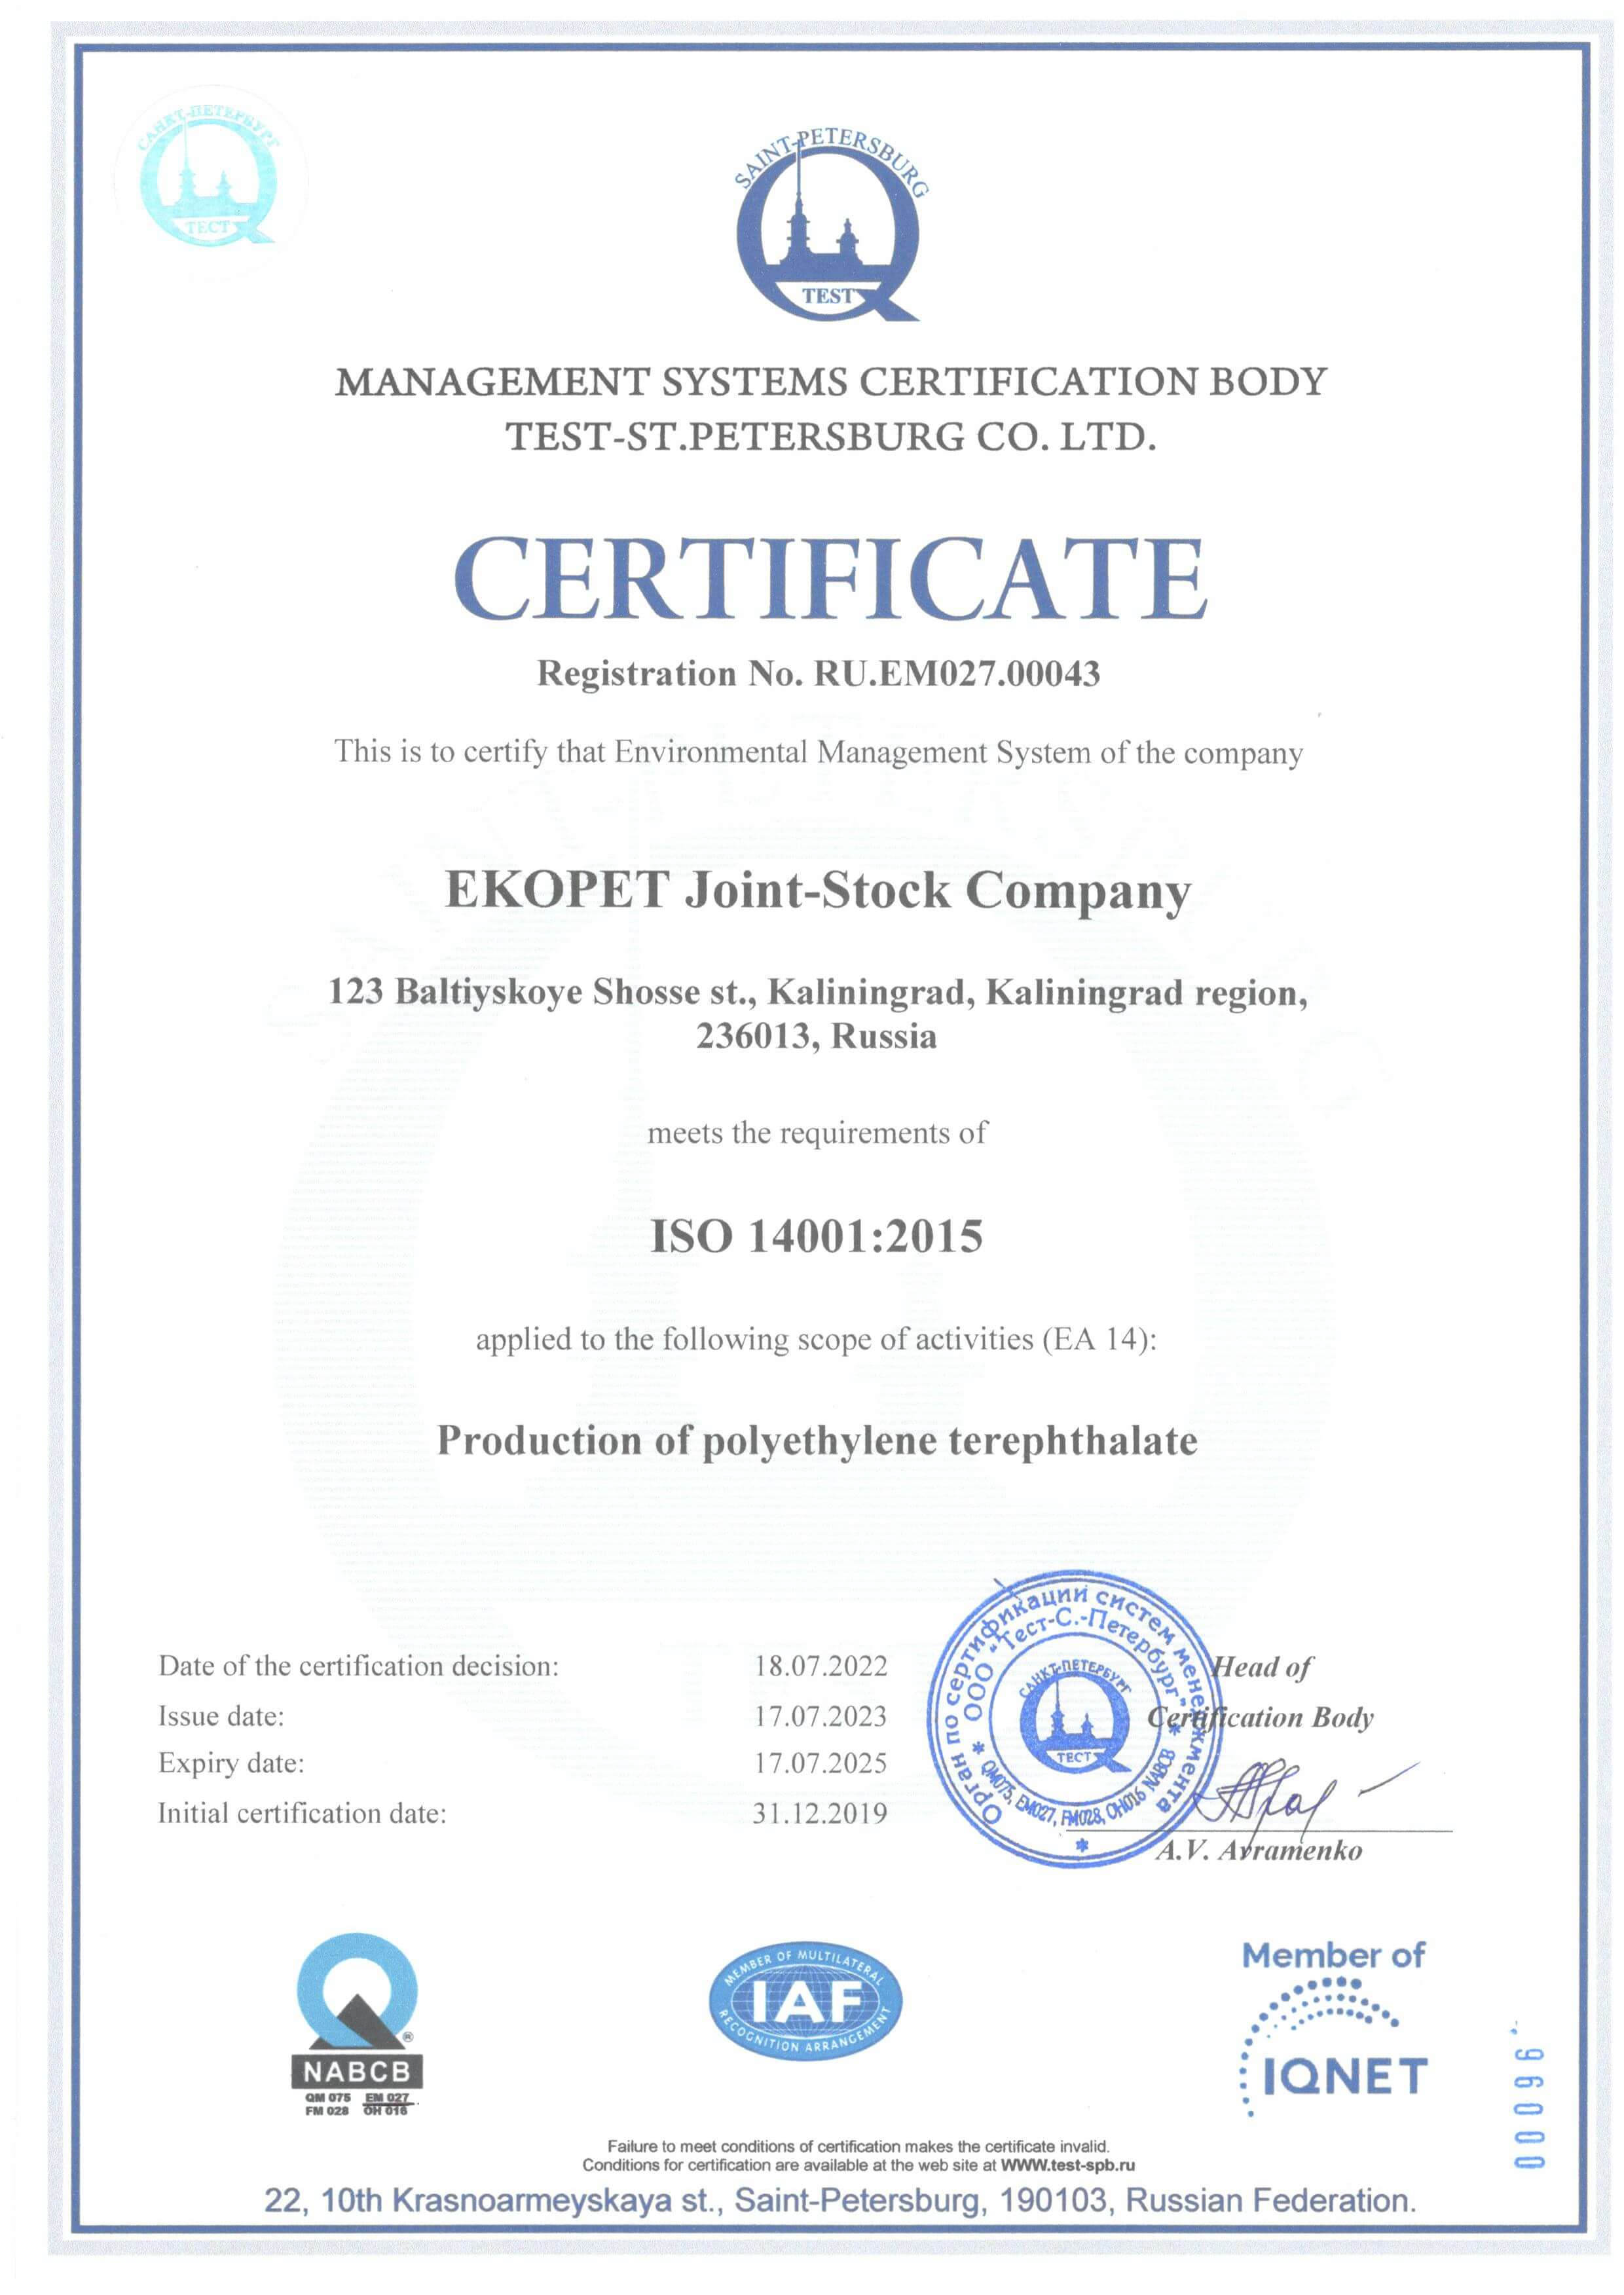 САНКТ-ПЕТЕРБУРГ
ТЕСТ
SAINT-PETERSBURG
TEST
MANAGEMENT SYSTEMS CERTIFICATION BODY
TEST-ST.PETERSBURG CO. LTD.
CERTIFICATE
Registration No. RU.EM027.00043
This is to certify that Environmental Management System of the company
EKOPET Joint-Stock Company
123 Baltiyskoye Shosse st., Kaliningrad, Kaliningrad region,
236013, Russia
meets the requirements of
ISO 14001:2015
applied to the following scope of activities (EA 14):
Production of polyethylene terephthalate
Date of the certification decision: 18.07.2022
Issue date: 17.07.2023
Expiry date: 17.07.2025
Initial certification date: 31.12.2019
Орган по сертификации систем менеджмента
ООО "Тест-С.-Петербург"
QM075, EM027, FM028, OH016 NABCB
САНКТ-ПЕТЕРБУРГ
ТЕСТ
Head of
Certification Body
A.V. Avramenko
NABCB
QM 075 EM 027
FM 028 OH 016
MEMBER OF MULTILATERAL
IAF
RECOGNITION ARRANGEMENT
Member of
IQNET
Failure to meet conditions of certification makes the certificate invalid.
Conditions for certification are available at the web site at WWW.test-spb.ru
22, 10th Krasnoarmeyskaya st., Saint-Petersburg, 190103, Russian Federation.